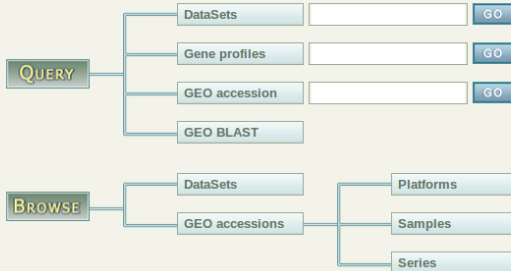 DataSets GO
Gene profiles GO
QUERY
GEO accession GO
GEO BLAST
DataSets
Platforms
BROWSE
GEO accessions
Samples
Series